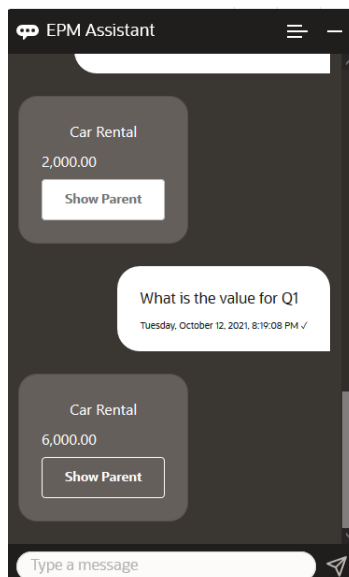 EPM Assistant
Car Rental
2,000.00
Show Parent
What is the value for Q1
Tuesday, October 12, 2021, 8:19:08 PM ✓
Car Rental
6,000.00
Show Parent
Type a message